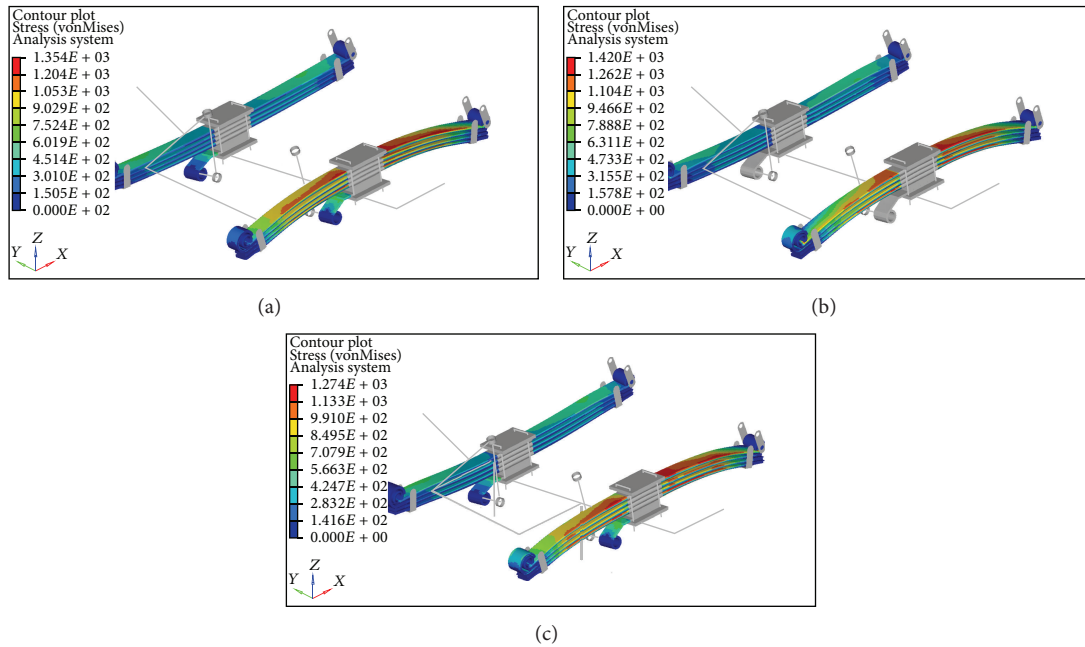 Contour plot
Stress (vonMises)
Analysis system
1.354E + 03
1.204E + 03
1.053E + 03
9.029E + 02
7.524E + 02
6.019E + 02
4.514E + 02
3.010E + 02
1.505E + 02
0.000E + 02
Z
Y
X
(a)
Contour plot
Stress (vonMises)
Analysis system
1.420E + 03
1.262E + 03
1.104E + 03
9.466E + 02
7.888E + 02
6.311E + 02
4.733E + 02
3.155E + 02
1.578E + 02
0.000E + 00
Z
Y
X
(b)
Contour plot
Stress (vonMises)
Analysis system
1.274E + 03
1.133E + 03
9.910E + 02
8.495E + 02
7.079E + 02
5.663E + 02
4.247E + 02
2.832E + 02
1.416E + 02
0.000E + 00
Z
Y
X
(c)